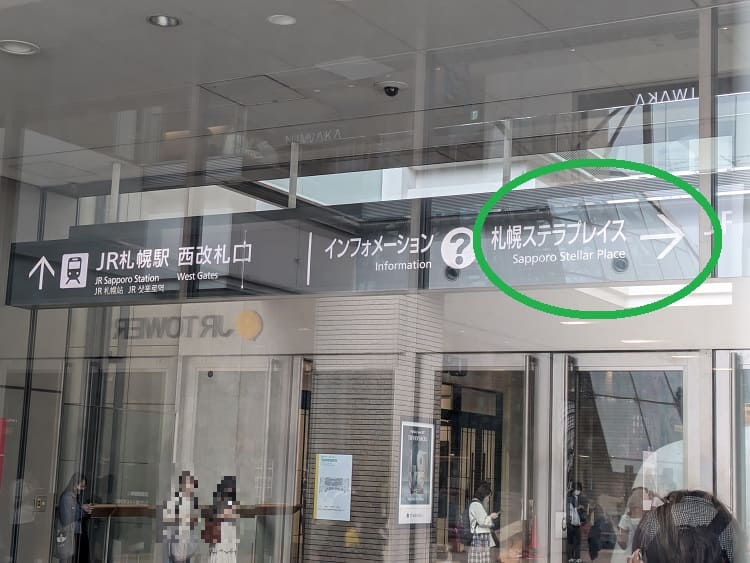 JR札幌駅 西改札口
JR Sapporo Station West Gates
JR 札幌站 JR 삿포로역
インフォメーション
Information
?
札幌ステラプレイス
Sapporo Stellar Place
JR TOWER